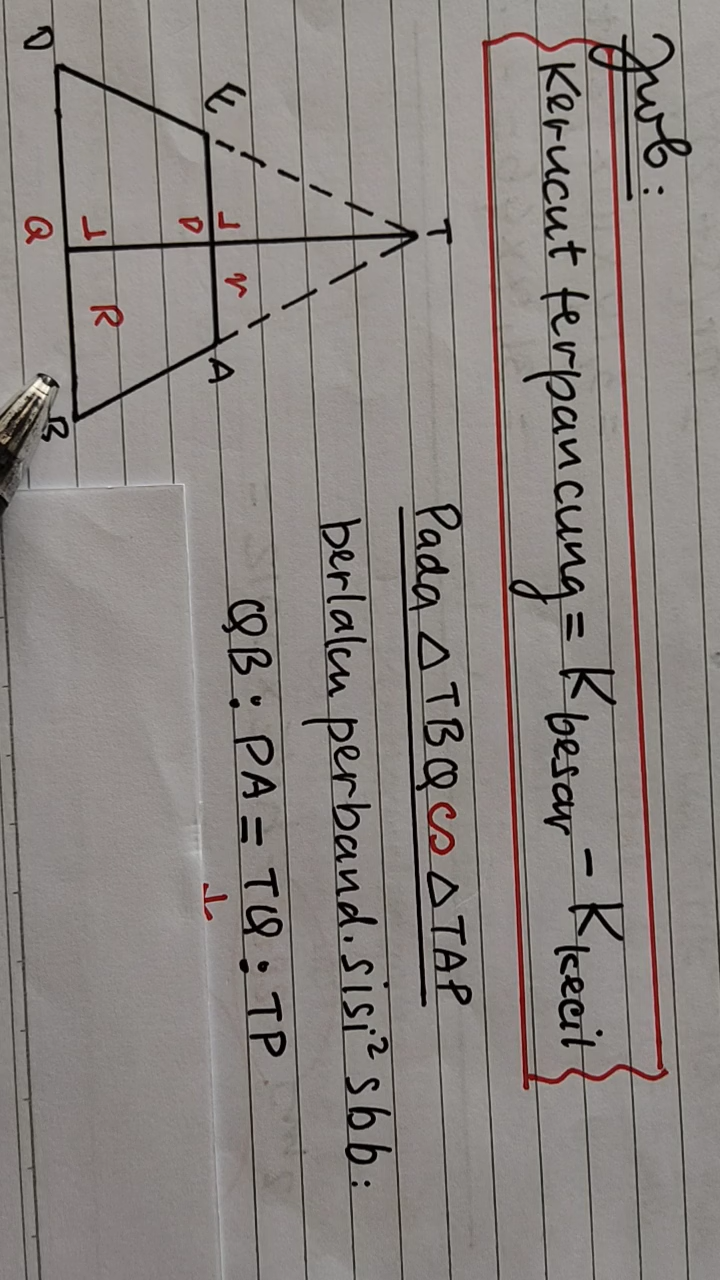 Jwb:
Kerucut terpancung = K besar - K kecil
T
E
r
A
P
D
Q
R
B
Pada △TBQ ∽ △TAP
berlaku perband. sisi² sbb:
QB : PA = TQ : TP